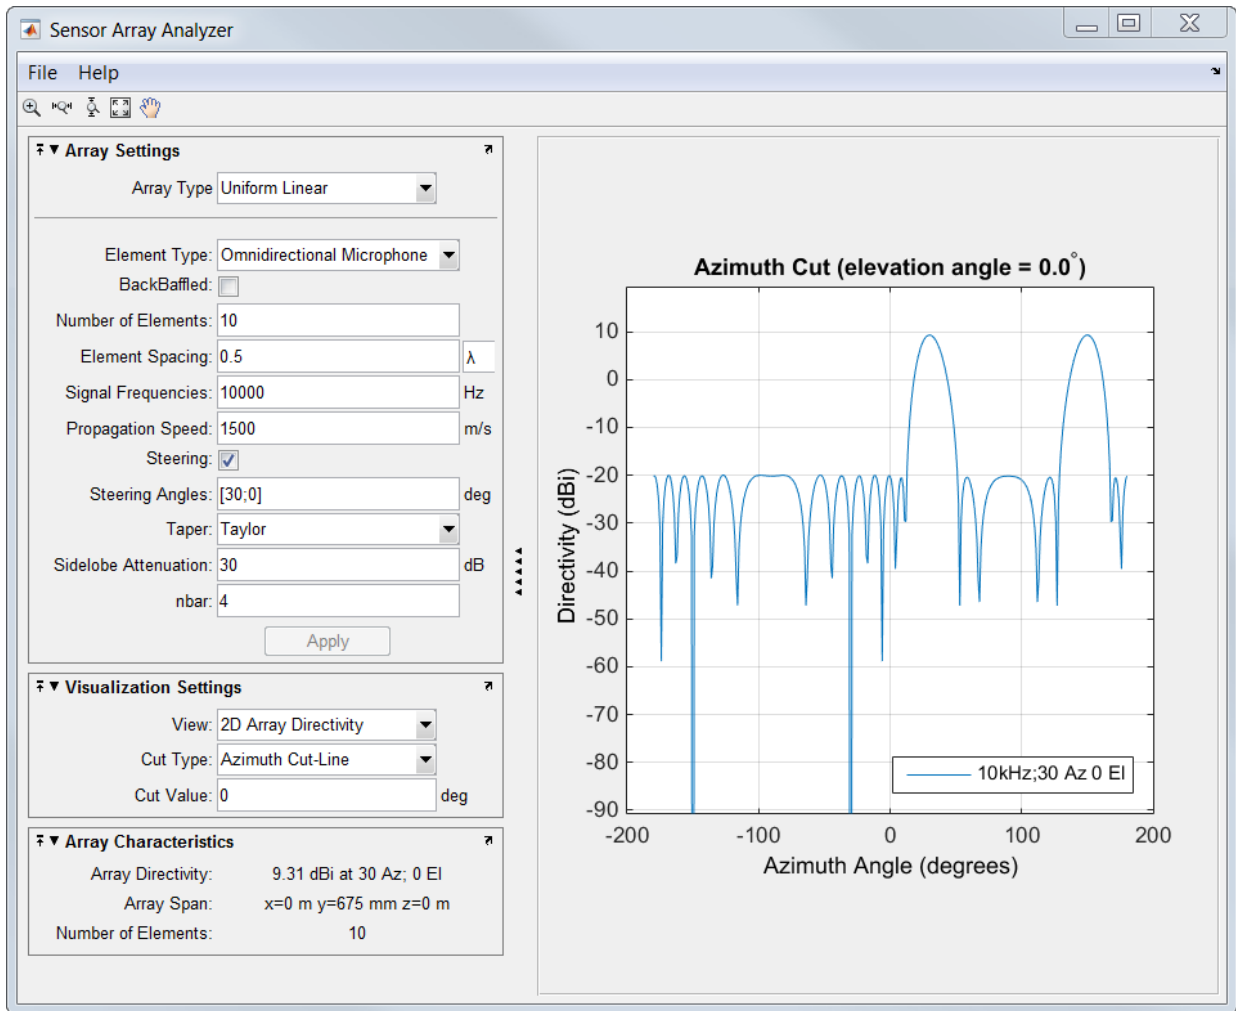 Sensor Array Analyzer
File Help
Array Settings
Array Type Uniform Linear
Element Type: Omnidirectional Microphone
BackBaffled:
Number of Elements: 10
Element Spacing: 0.5 λ
Signal Frequencies: 10000 Hz
Propagation Speed: 1500 m/s
Steering:
Steering Angles: [30;0] deg
Taper: Taylor
Sidelobe Attenuation: 30 dB
nbar: 4
Apply
Visualization Settings
View: 2D Array Directivity
Cut Type: Azimuth Cut-Line
Cut Value: 0 deg
Array Characteristics
Array Directivity: 9.31 dBi at 30 Az; 0 El
Array Span: x=0 m y=675 mm z=0 m
Number of Elements: 10
Azimuth Cut (elevation angle = 0.0°)
Directivity (dBi)
10
0
-10
-20
-30
-40
-50
-60
-70
-80
-90
10kHz;30 Az 0 El
-200 -100 0 100 200
Azimuth Angle (degrees)